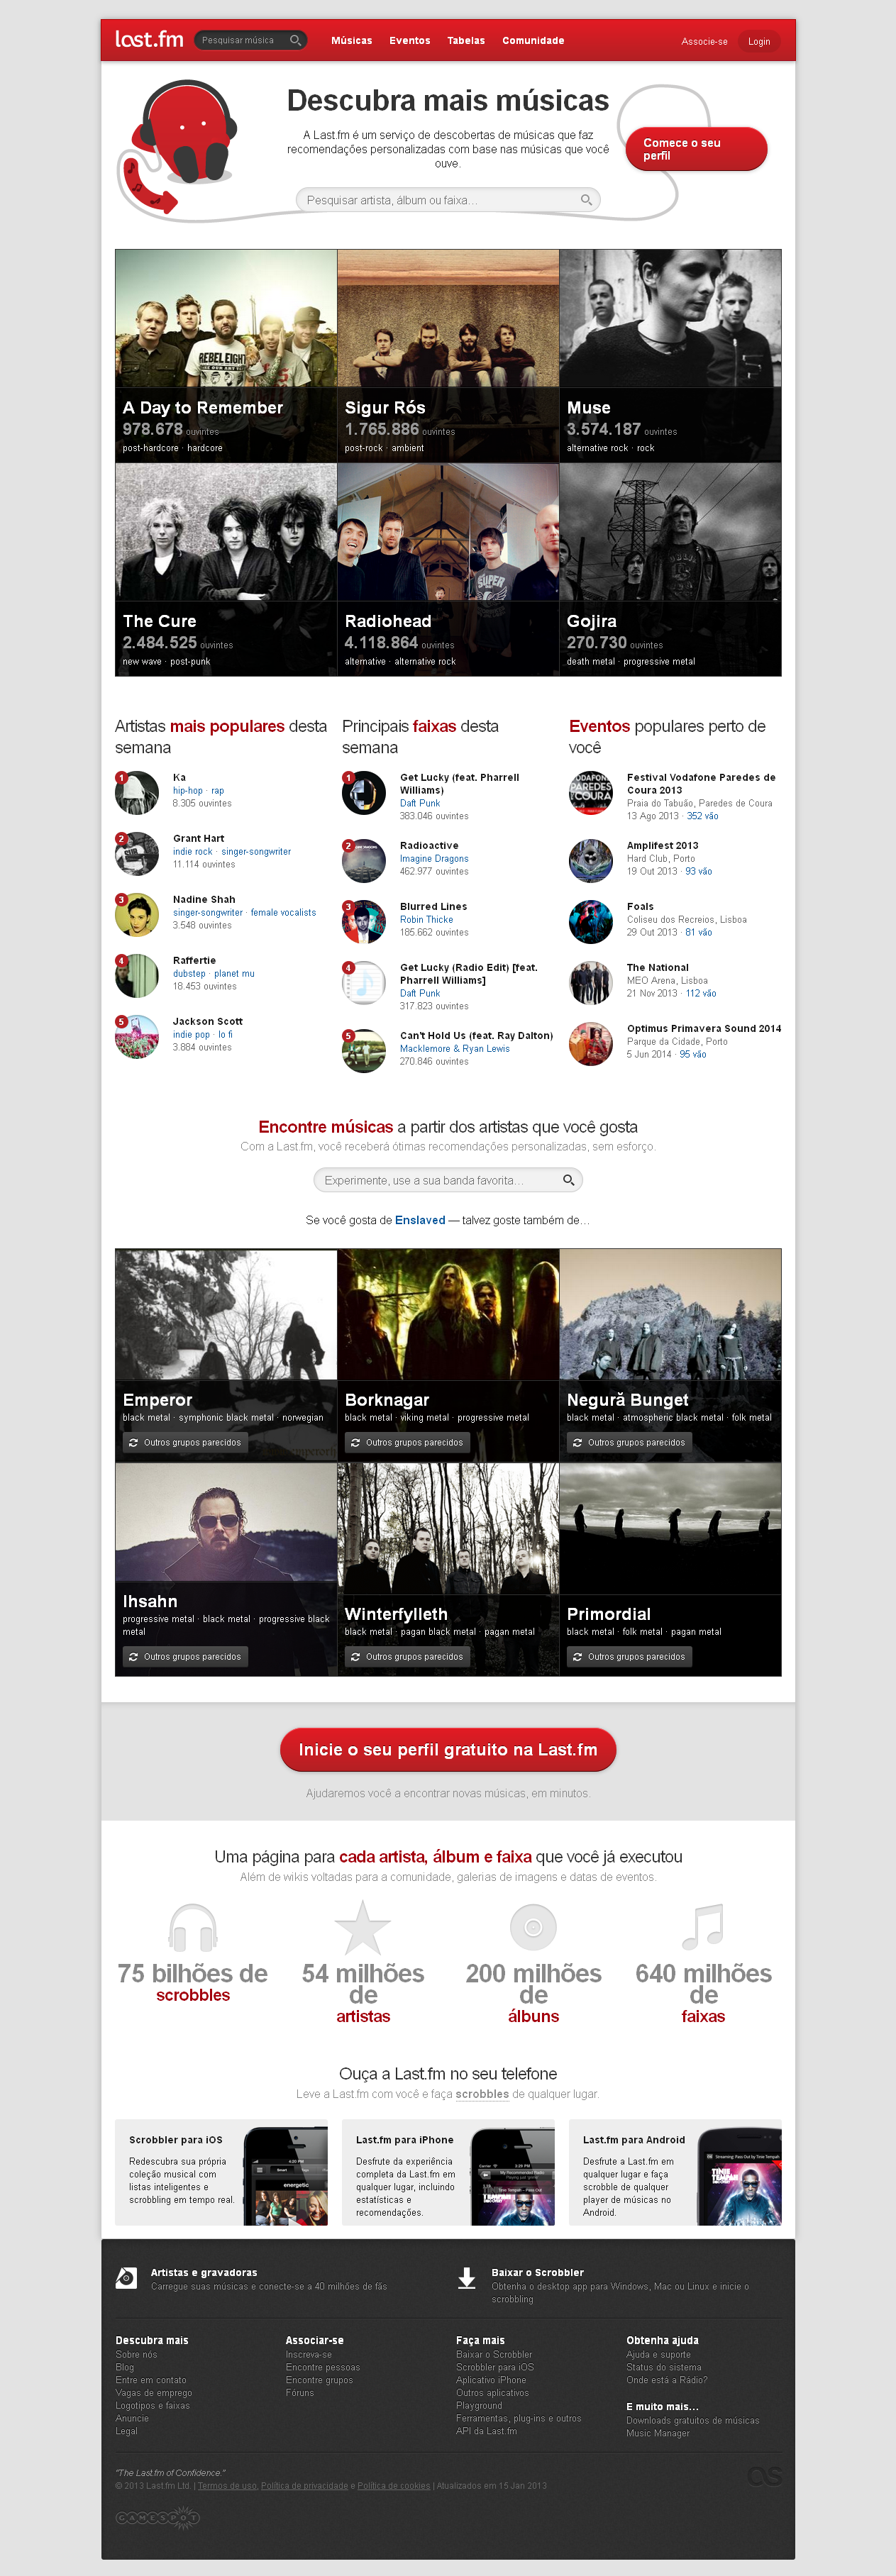 last.fm
Pesquisar música
Músicas
Eventos
Tabelas
Comunidade
Associe-se
Login
Descubra mais músicas
A Last.fm é um serviço de descobertas de músicas que faz
recomendações personalizadas com base nas músicas que você
ouve.
Comece o seu
perfil
Pesquisar artista, álbum ou faixa…
A Day to Remember
978.678 ouvintes
post-hardcore · hardcore
Sigur Rós
1.765.886 ouvintes
post-rock · ambient
Muse
3.574.187 ouvintes
alternative rock · rock
The Cure
2.484.525 ouvintes
new wave · post-punk
Radiohead
4.118.864 ouvintes
alternative · alternative rock
Gojira
270.730 ouvintes
death metal · progressive metal
Artistas mais populares desta
semana
1
Ka
hip-hop · rap
8.305 ouvintes
2
Grant Hart
indie rock · singer-songwriter
11.114 ouvintes
3
Nadine Shah
singer-songwriter · female vocalists
3.548 ouvintes
4
Raffertie
dubstep · planet mu
18.453 ouvintes
5
Jackson Scott
indie pop · lo fi
3.884 ouvintes
Principais faixas desta
semana
1
Get Lucky (feat. Pharrell
Williams)
Daft Punk
383.046 ouvintes
2
Radioactive
Imagine Dragons
462.977 ouvintes
3
Blurred Lines
Robin Thicke
185.662 ouvintes
4
Get Lucky (Radio Edit) [feat.
Pharrell Williams]
Daft Punk
317.823 ouvintes
5
Can't Hold Us (feat. Ray Dalton)
Macklemore & Ryan Lewis
270.846 ouvintes
Eventos populares perto de
você
Festival Vodafone Paredes de
Coura 2013
Praia do Tabuão, Paredes de Coura
13 Ago 2013 · 352 vão
Amplifest 2013
Hard Club, Porto
19 Out 2013 · 93 vão
Foals
Coliseu dos Recreios, Lisboa
29 Out 2013 · 81 vão
The National
MEO Arena, Lisboa
21 Nov 2013 · 112 vão
Optimus Primavera Sound 2014
Parque da Cidade, Porto
5 Jun 2014 · 95 vão
Encontre músicas a partir dos artistas que você gosta
Com a Last.fm, você receberá ótimas recomendações personalizadas, sem esforço.
Experimente, use a sua banda favorita…
Se você gosta de Enslaved — talvez goste também de…
Emperor
black metal · symphonic black metal · norwegian
Outros grupos parecidos
Borknagar
black metal · viking metal · progressive metal
Outros grupos parecidos
Negură Bunget
black metal · atmospheric black metal · folk metal
Outros grupos parecidos
Ihsahn
progressive metal · black metal · progressive black
metal
Outros grupos parecidos
Winterfylleth
black metal · pagan black metal · pagan metal
Outros grupos parecidos
Primordial
black metal · folk metal · pagan metal
Outros grupos parecidos
Inicie o seu perfil gratuito na Last.fm
Ajudaremos você a encontrar novas músicas, em minutos.
Uma página para cada artista, álbum e faixa que você já executou
Além de wikis voltadas para a comunidade, galerias de imagens e datas de eventos.
75 bilhões de
scrobbles
54 milhões
de
artistas
200 milhões
de
álbuns
640 milhões
de
faixas
Ouça a Last.fm no seu telefone
Leve a Last.fm com você e faça scrobbles de qualquer lugar.
Scrobbler para iOS
Redescubra sua própria
coleção musical com
listas inteligentes e
scrobbling em tempo real.
energetic
Last.fm para iPhone
Desfrute da experiência
completa da Last.fm em
qualquer lugar, incluindo
estatísticas e
recomendações.
Last.fm para Android
Desfrute a Last.fm em
qualquer lugar e faça
scrobble de qualquer
player de músicas no
Android.
Artistas e gravadoras
Carregue suas músicas e conecte-se a 40 milhões de fãs
Baixar o Scrobbler
Obtenha o desktop app para Windows, Mac ou Linux e inicie o
scrobbling
Descubra mais
Sobre nós
Blog
Entre em contato
Vagas de emprego
Logotipos e faixas
Anuncie
Legal
Associar-se
Inscreva-se
Encontre pessoas
Encontre grupos
Fóruns
Faça mais
Baixar o Scrobbler
Scrobbler para iOS
Aplicativo iPhone
Outros aplicativos
Playground
Ferramentas, plug-ins e outros
API da Last.fm
Obtenha ajuda
Ajuda e suporte
Status do sistema
Onde está a Rádio?
E muito mais…
Downloads gratuitos de músicas
Music Manager
"The Last.fm of Confidence."
© 2013 Last.fm Ltd. | Termos de uso, Política de privacidade e Política de cookies | Atualizados em 15 Jan 2013
GAMESPOT